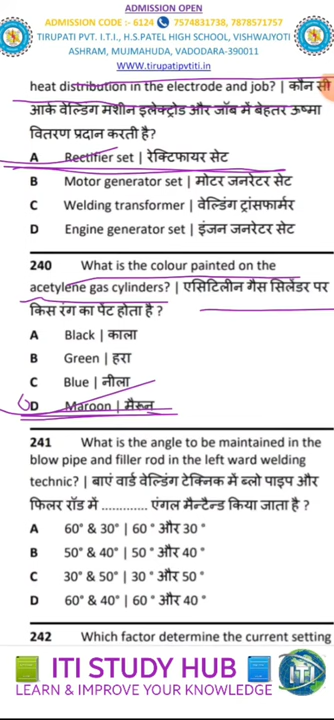 ADMISSION OPEN
ADMISSION CODE :- 6124 7574831738, 7878757157
TIRUPATI PVT. I.T.I., H.S.PATEL HIGH SCHOOL, VISHWAJYOTI
ASHRAM, MUJMAHUDA, VADODARA-390011
WWW.tirupatipvtiti.in
heat distribution in the electrode and job? | कौन सी
आर्क वेल्डिंग मशीन इलेक्ट्रोड और जॉब में बेहतर ऊष्मा
वितरण प्रदान करती है?
A Rectifier set | रेक्टिफायर सेट
B Motor generator set | मोटर जनरेटर सेट
C Welding transformer | वेल्डिंग ट्रांसफार्मर
D Engine generator set | इंजन जनरेटर सेट
240 What is the colour painted on the
acetylene gas cylinders? | एसिटिलीन गैस सिलेंडर पर
किस रंग का पेंट होता है ?
A Black | काला
B Green | हरा
C Blue | नीला
D Maroon | मैरून
241 What is the angle to be maintained in the
blow pipe and filler rod in the left ward welding
technic? | बाएं वार्ड वेल्डिंग टेक्निक में ब्लो पाइप और
फिलर रॉड में ............. एंगल मैन्टैन्ड किया जाता है ?
A 60° & 30° | 60 ° और 30 °
B 50° & 40° | 50 ° और 40 °
C 30° & 50° | 30 ° और 50 °
D 60° & 40° | 60 ° और 40 °
242 Which factor determine the current setting
ITI STUDY HUB
LEARN & IMPROVE YOUR KNOWLEDGE
ITI